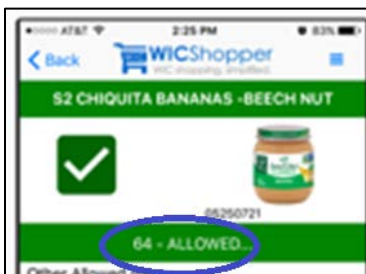 AT&T 2:25 PM 83%
Back WICShopper
WIC shopping, simplified.
S2 CHIQUITA BANANAS -BEECH NUT
05250721
64 - ALLOWED...
Other Allowed